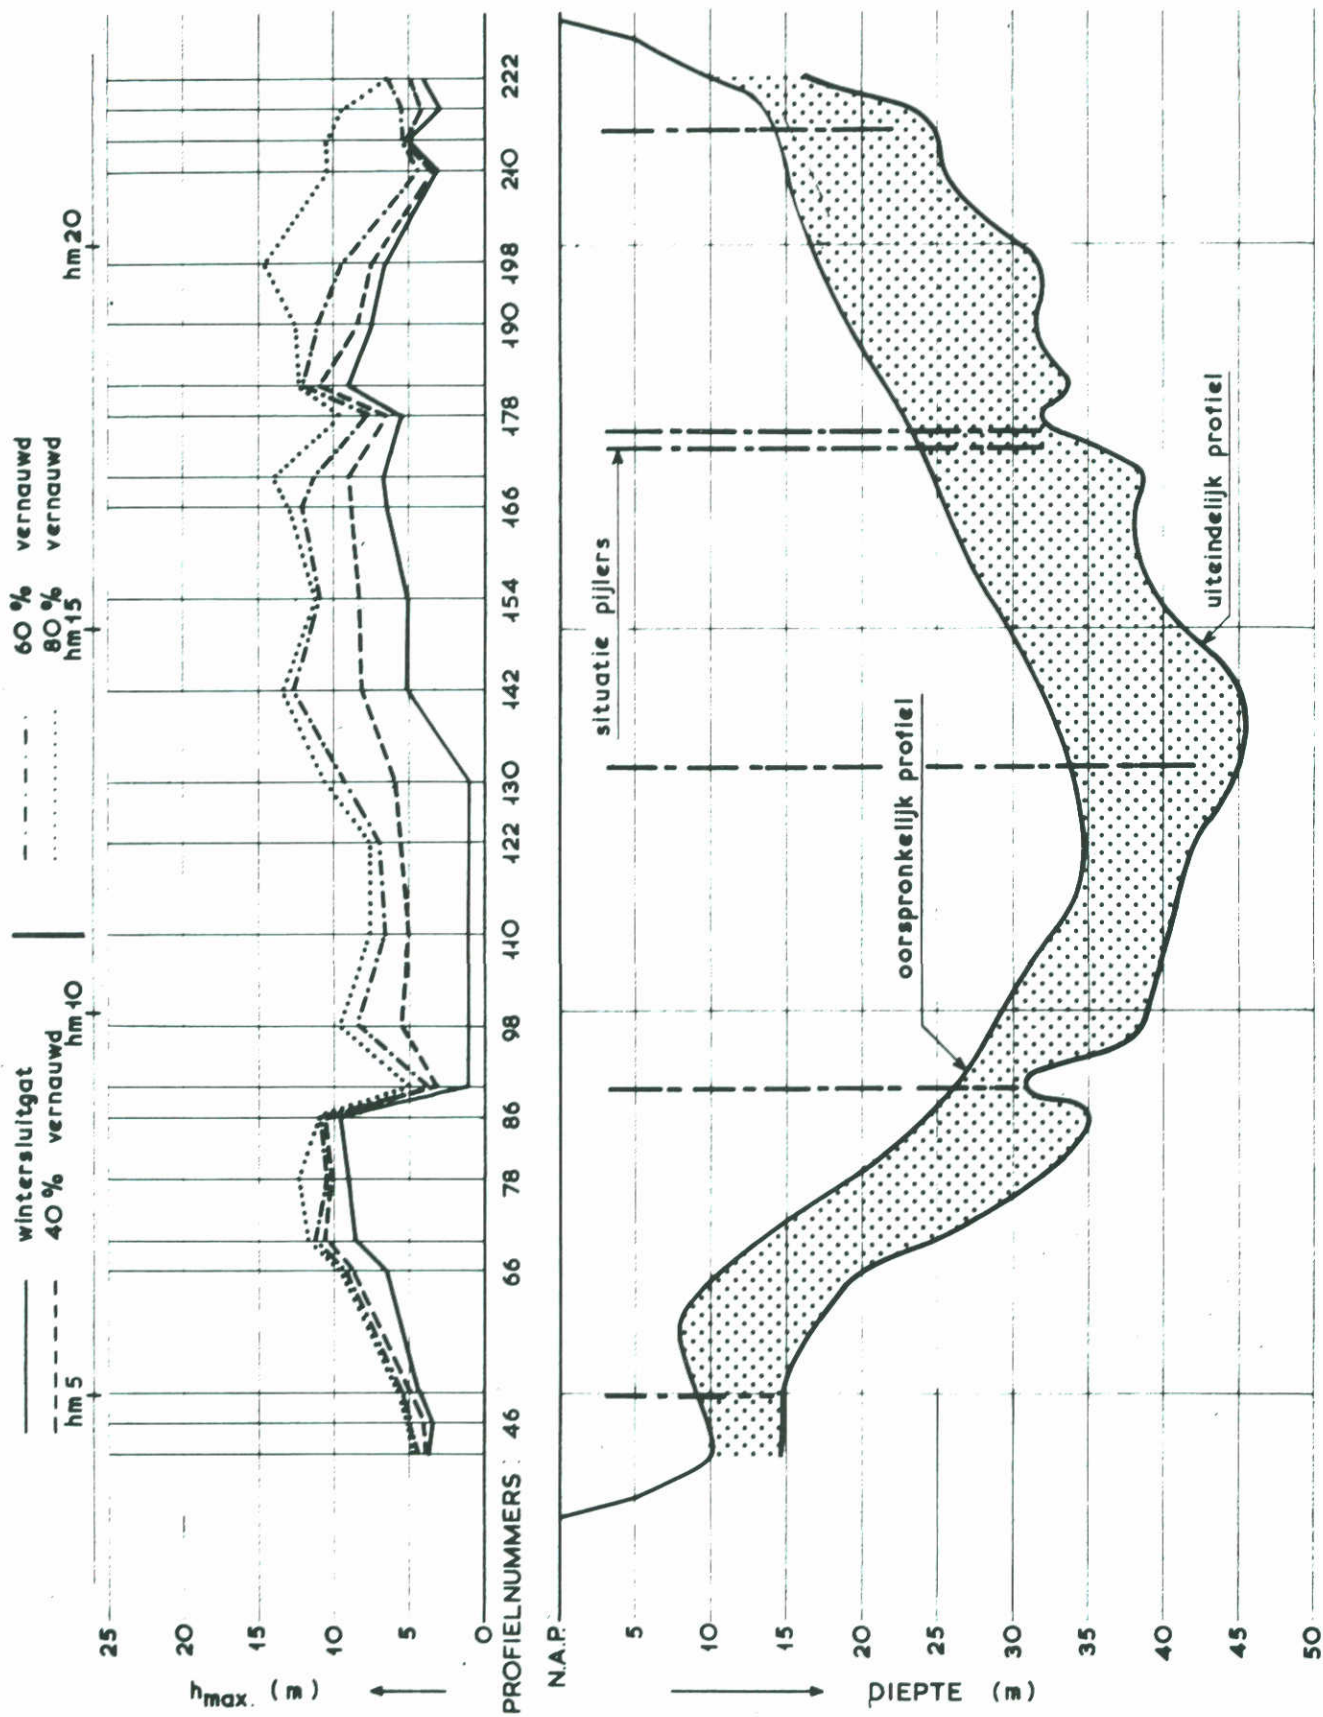 wintersluitgat
40 % vernauwd
60 % vernauwd
80 % vernauwd
hm 5
hm 10
hm 15
hm 20
25
20
15
10
5
0
h max. (m)
PROFIELNUMMERS: 46 66 78 86 98 110 122 130 142 154 166 178 190 198 210 222
N.A.P.
5
10
15
20
25
30
35
40
45
50
DIEPTE (m)
situatie pijlers
oorspronkelijk profiel
uiteindelijk profiel